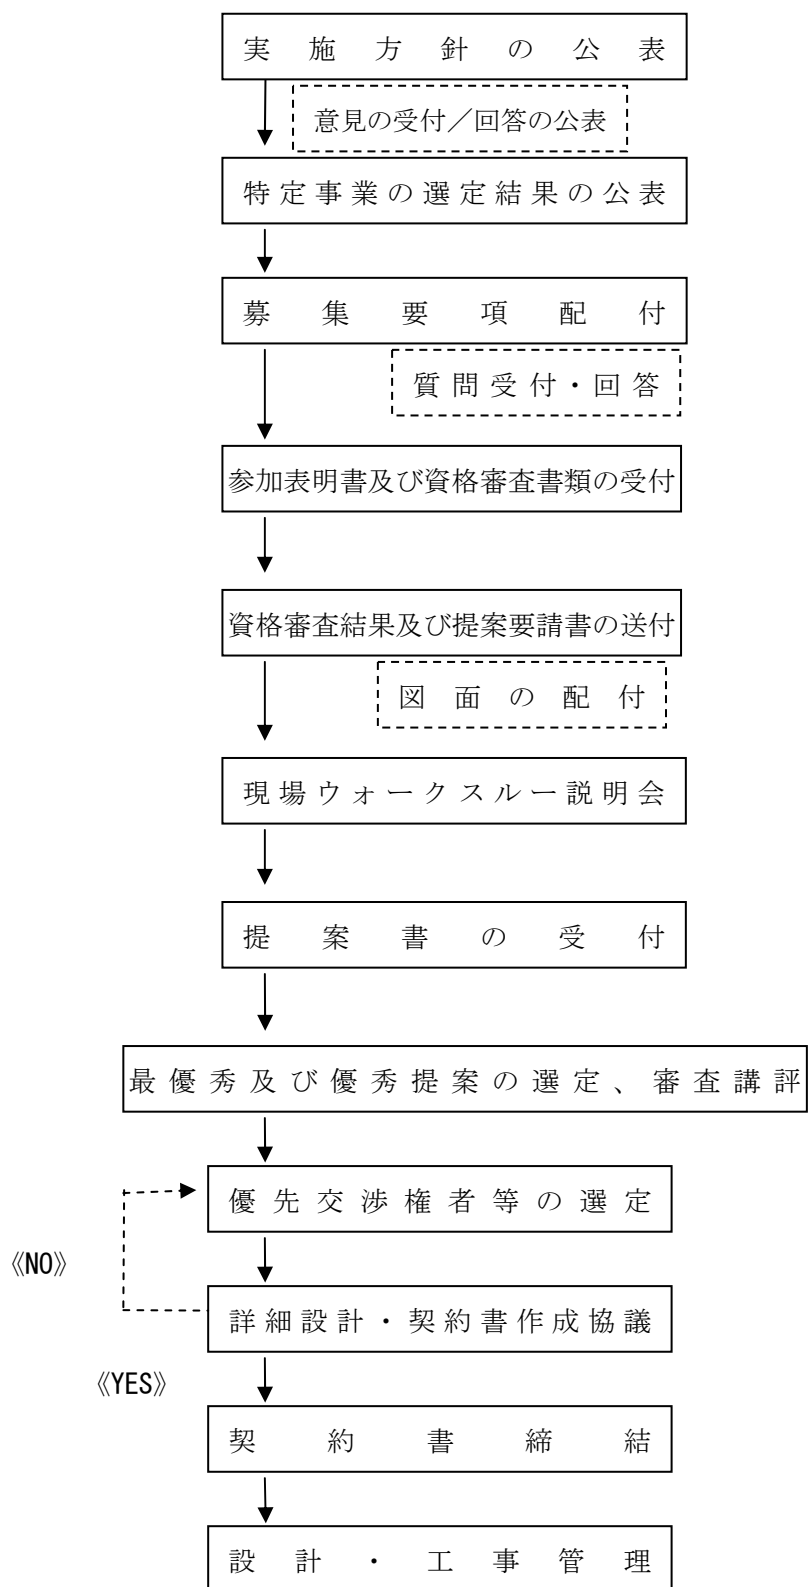 実施方針の公表
意見の受付／回答の公表
特定事業の選定結果の公表
募集要項配付
質問受付・回答
参加表明書及び資格審査書類の受付
資格審査結果及び提案要請書の送付
図面の配付
現場ウォークスルー説明会
提案書の受付
最優秀及び優秀提案の選定、審査講評
優先交渉権者等の選定
《NO》
詳細設計・契約書作成協議
《YES》
契約書締結
設計・工事管理